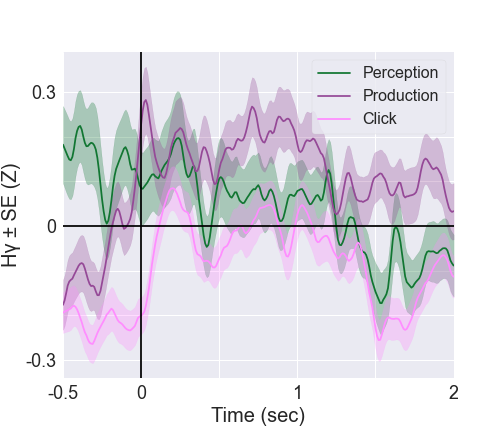 Perception
Production
Click
0.3
0
-0.3
Hγ ± SE (Z)
-0.5
0
1
2
Time (sec)